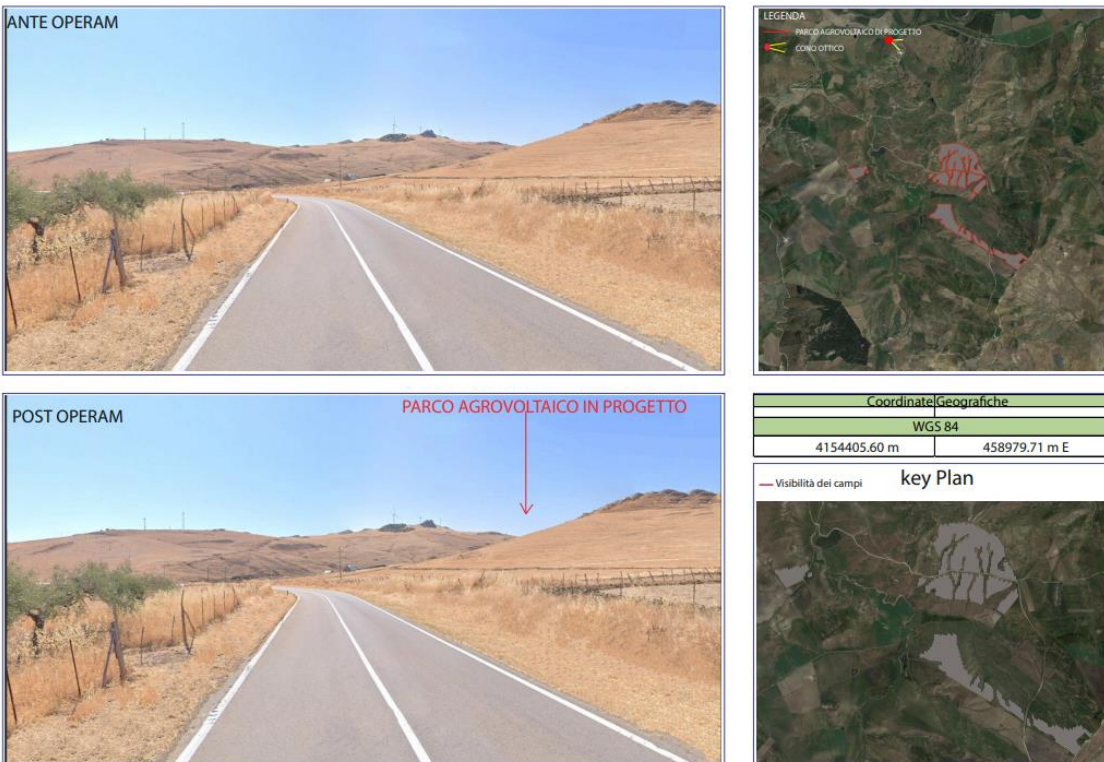 ANTE OPERAM
LEGENDA
PARCO AGROVOLTAICO DI PROGETTO
CONO OTTICO
POST OPERAM
PARCO AGROVOLTAICO IN PROGETTO
Coordinate Geografiche
WGS 84
4154405.60 m 458979.71 m E
Visibilità dei campi
key Plan